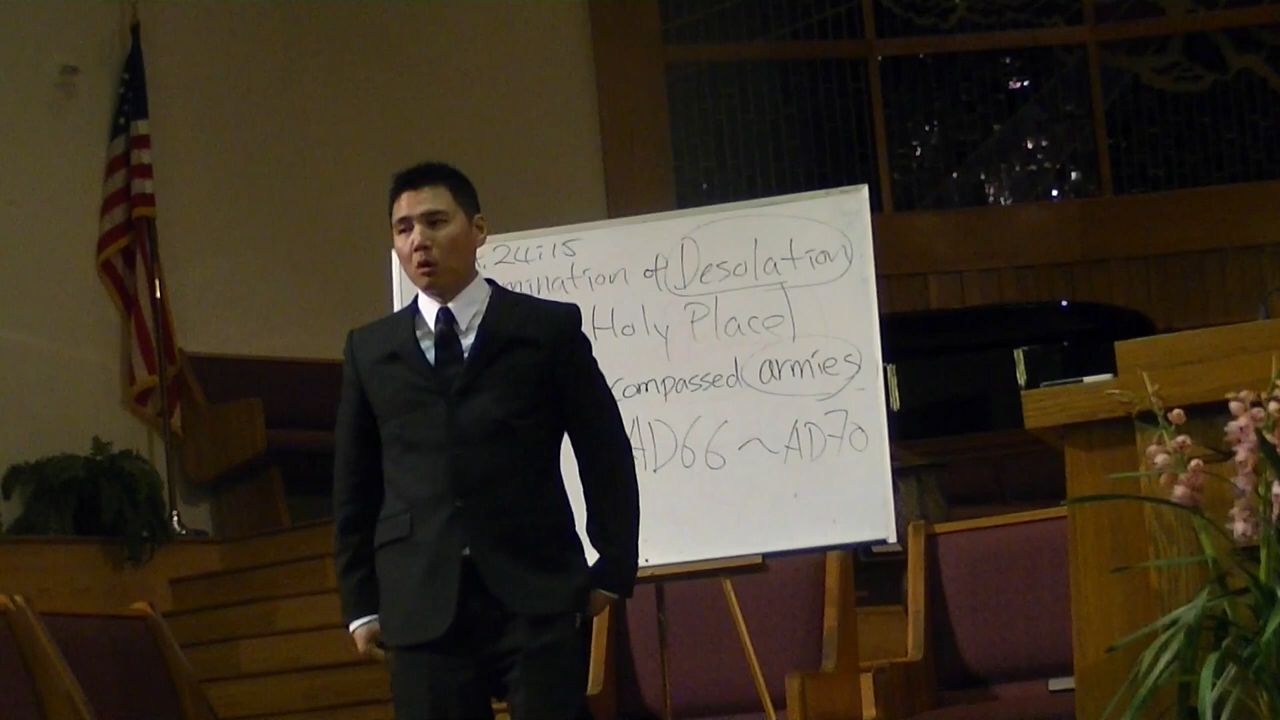 . 24:15
mination of Desolation
Holy Place
compassed armies
AD66 ~ AD70